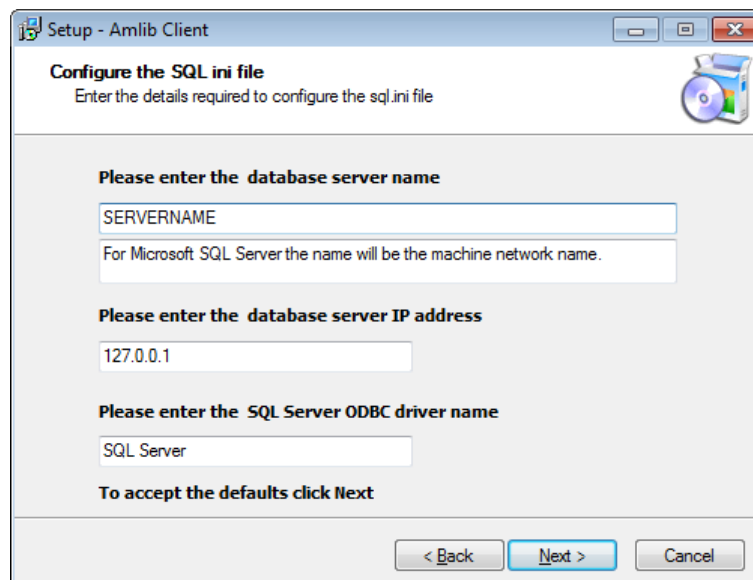 Setup - Amlib Client
Configure the SQL ini file
Enter the details required to configure the sql.ini file
Please enter the  database server name
SERVERNAME
For Microsoft SQL Server the name will be the machine network name.
Please enter the  database server IP address
127.0.0.1
Please enter the  SQL Server ODBC driver name
SQL Server
To accept the defaults click Next
< Back Next > Cancel